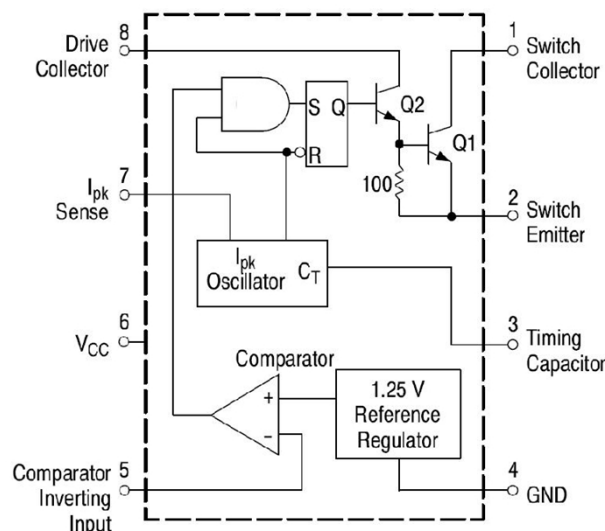 8
Drive
Collector
1
Switch
Collector
S Q
R
Q2
Q1
100
7
Ipk
Sense
2
Switch
Emitter
Ipk
Oscillator
CT
6
VCC
3
Timing
Capacitor
Comparator
+
−
1.25 V
Reference
Regulator
5
Comparator
Inverting
Input
4
GND